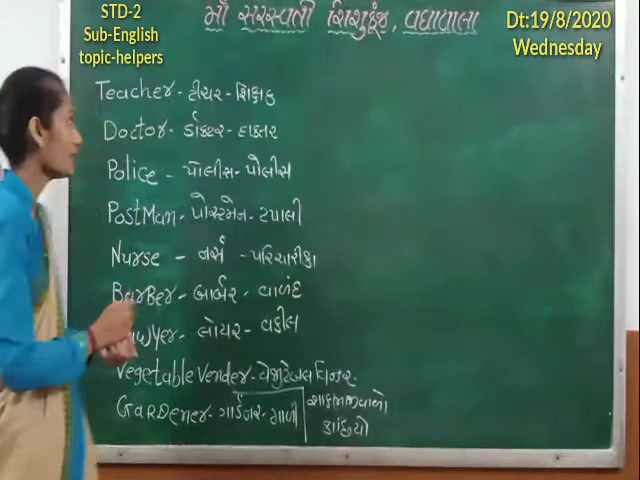 STD-2
Sub-English
topic-helpers
માઁ સરસ્વતી શિશુકુંજ, વઘાવાલા
Dt:19/8/2020
Wednesday
Teacher - ટીચર - શિક્ષક
Doctor - ડૉક્ટર - દાકતર
Police - પોલીસ - પોલીસ
PostMan - પોસ્ટમેન - ટપાલી
Nurse - નર્સ - પરિચારીકા
BarBer - બાર્બર - વાળંદ
Lawyer - લોયર - વકીલ
Vegetable Vender - વેજીટેબલ વેન્ડર
GarDener - ગાર્ડનર - માળી
શાકભાજીવાળો
કાછિયો